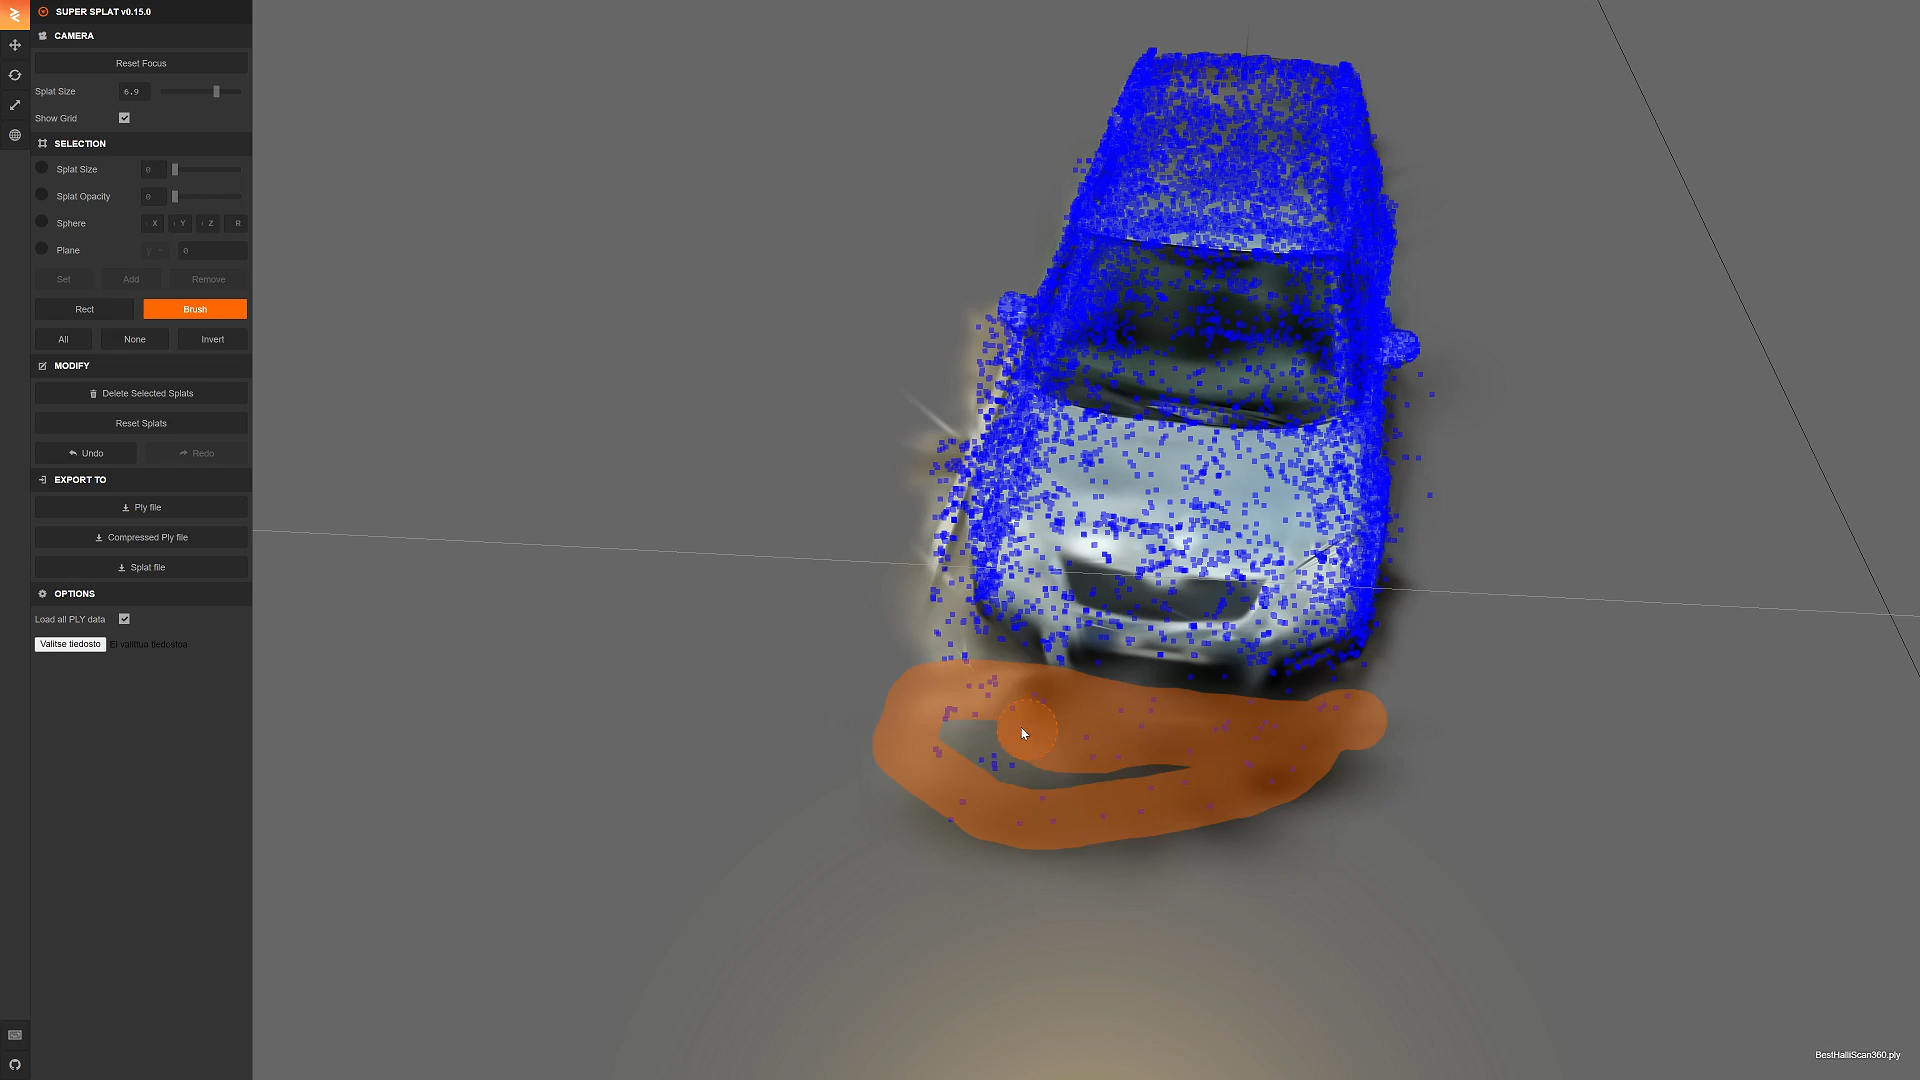 SUPER SPLAT v0.15.0
CAMERA
Reset Focus
Splat Size 6.9
Show Grid
SELECTION
Splat Size 0
Splat Opacity 0
Sphere X Y Z R
Plane y 0
Set Add Remove
Rect Brush
All None Invert
MODIFY
Delete Selected Splats
Reset Splats
Undo Redo
EXPORT TO
Ply file
Compressed Ply file
Splat file
OPTIONS
Load all PLY data
Valitse tiedosto Ei valittua tiedostoa
BestHalliScan360.ply